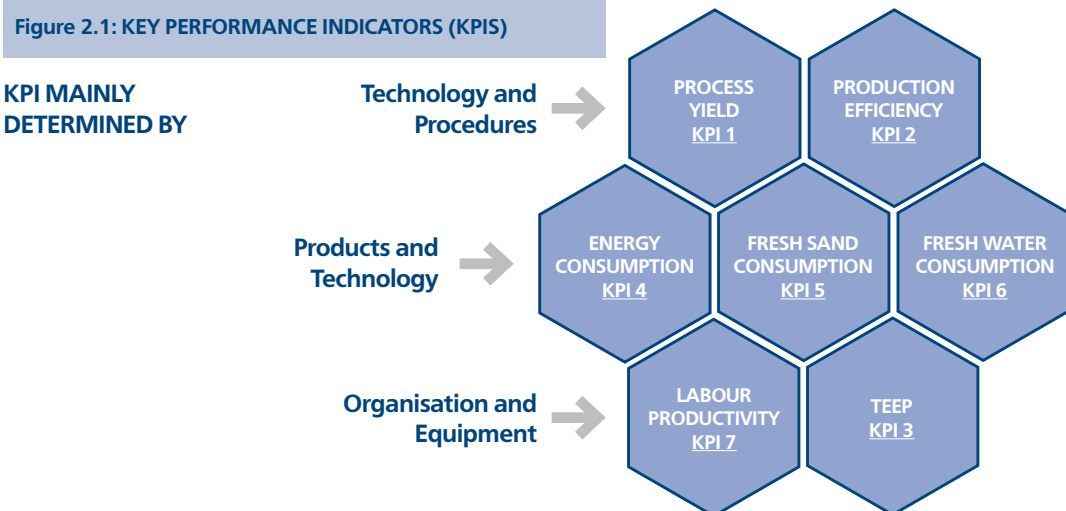 Figure 2.1: KEY PERFORMANCE INDICATORS (KPIS)
KPI MAINLY
DETERMINED BY
Technology and
Procedures
PROCESS
YIELD
KPI 1
PRODUCTION
EFFICIENCY
KPI 2
Products and
Technology
ENERGY
CONSUMPTION
KPI 4
FRESH SAND
CONSUMPTION
KPI 5
FRESH WATER
CONSUMPTION
KPI 6
Organisation and
Equipment
LABOUR
PRODUCTIVITY
KPI 7
TEEP
KPI 3